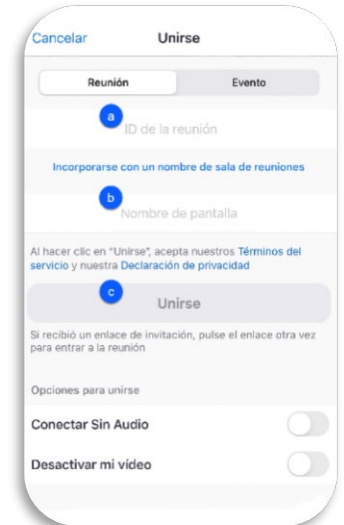 Cancelar Unirse
Reunión Evento
a
ID de la reunión
Incorporarse con un nombre de sala de reuniones
b
Nombre de pantalla
Al hacer clic en "Unirse", acepta nuestros Términos del
servicio y nuestra Declaración de privacidad
c
Unirse
Si recibió un enlace de invitación, pulse el enlace otra vez
para entrar a la reunión
Opciones para unirse
Conectar Sin Audio
Desactivar mi vídeo